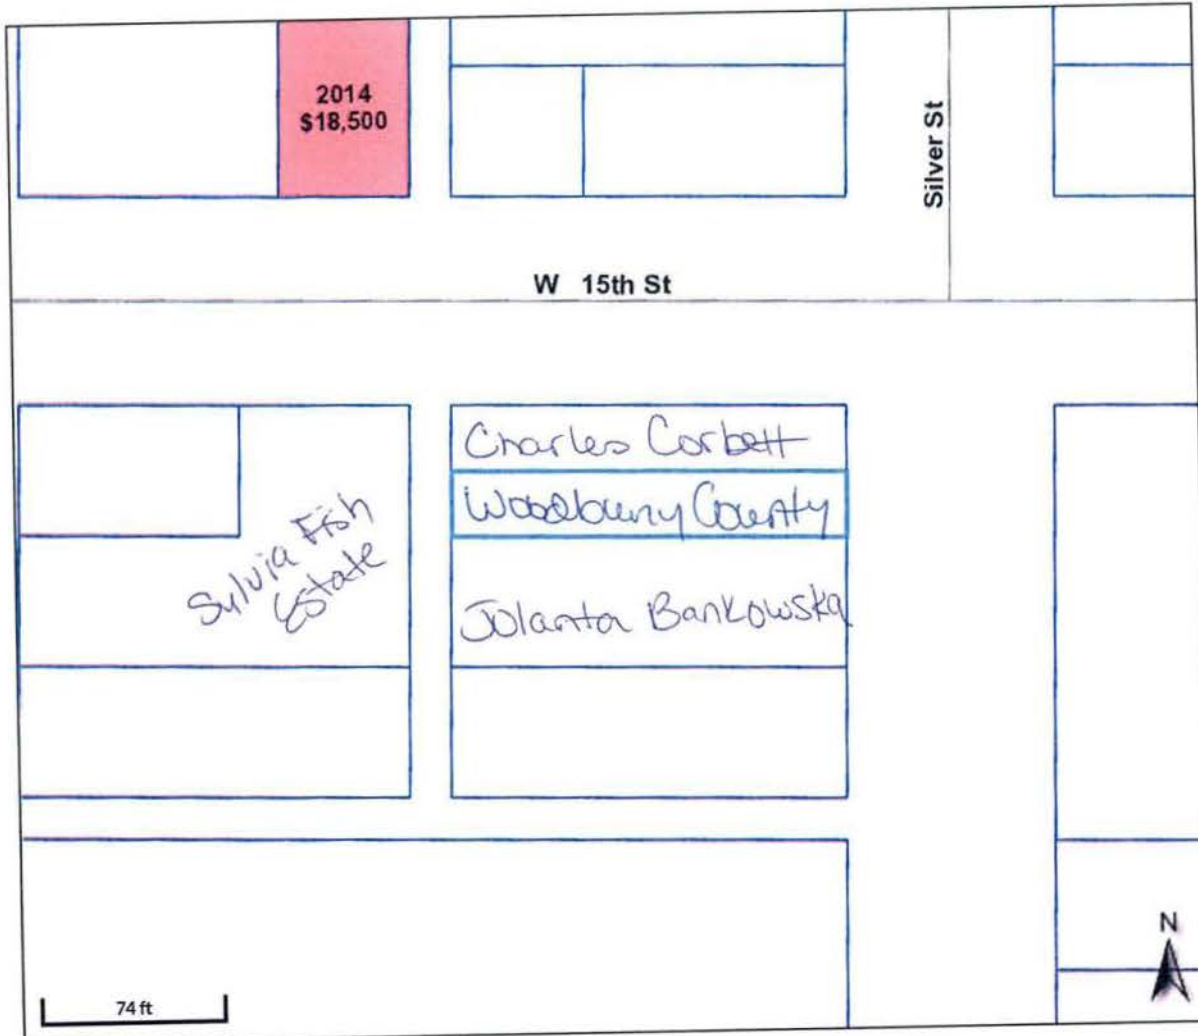 2014
$18,500
Silver St
W 15th St
Charles Corbett
Woodbury County
Sylvia Fish
Estate
Jolanta Bankowska
N
74 ft